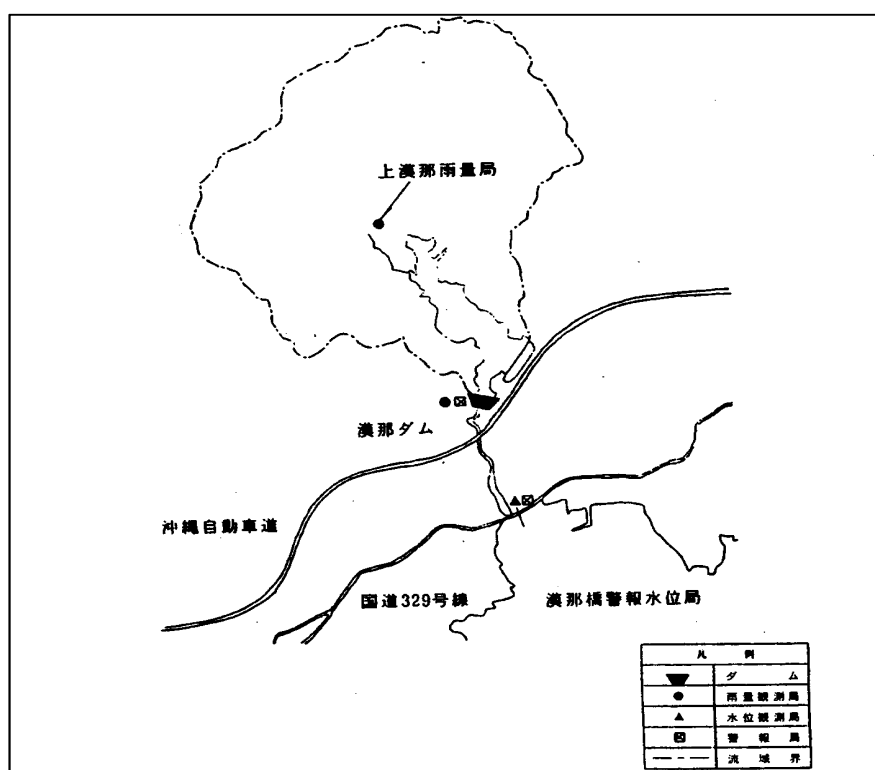 上漢那雨量局
漢那ダム
沖縄自動車道
国道329号線
漢那橋警報水位局
凡 例
ダ ム
雨量観測局
水位観測局
警 報 局
流 域 界